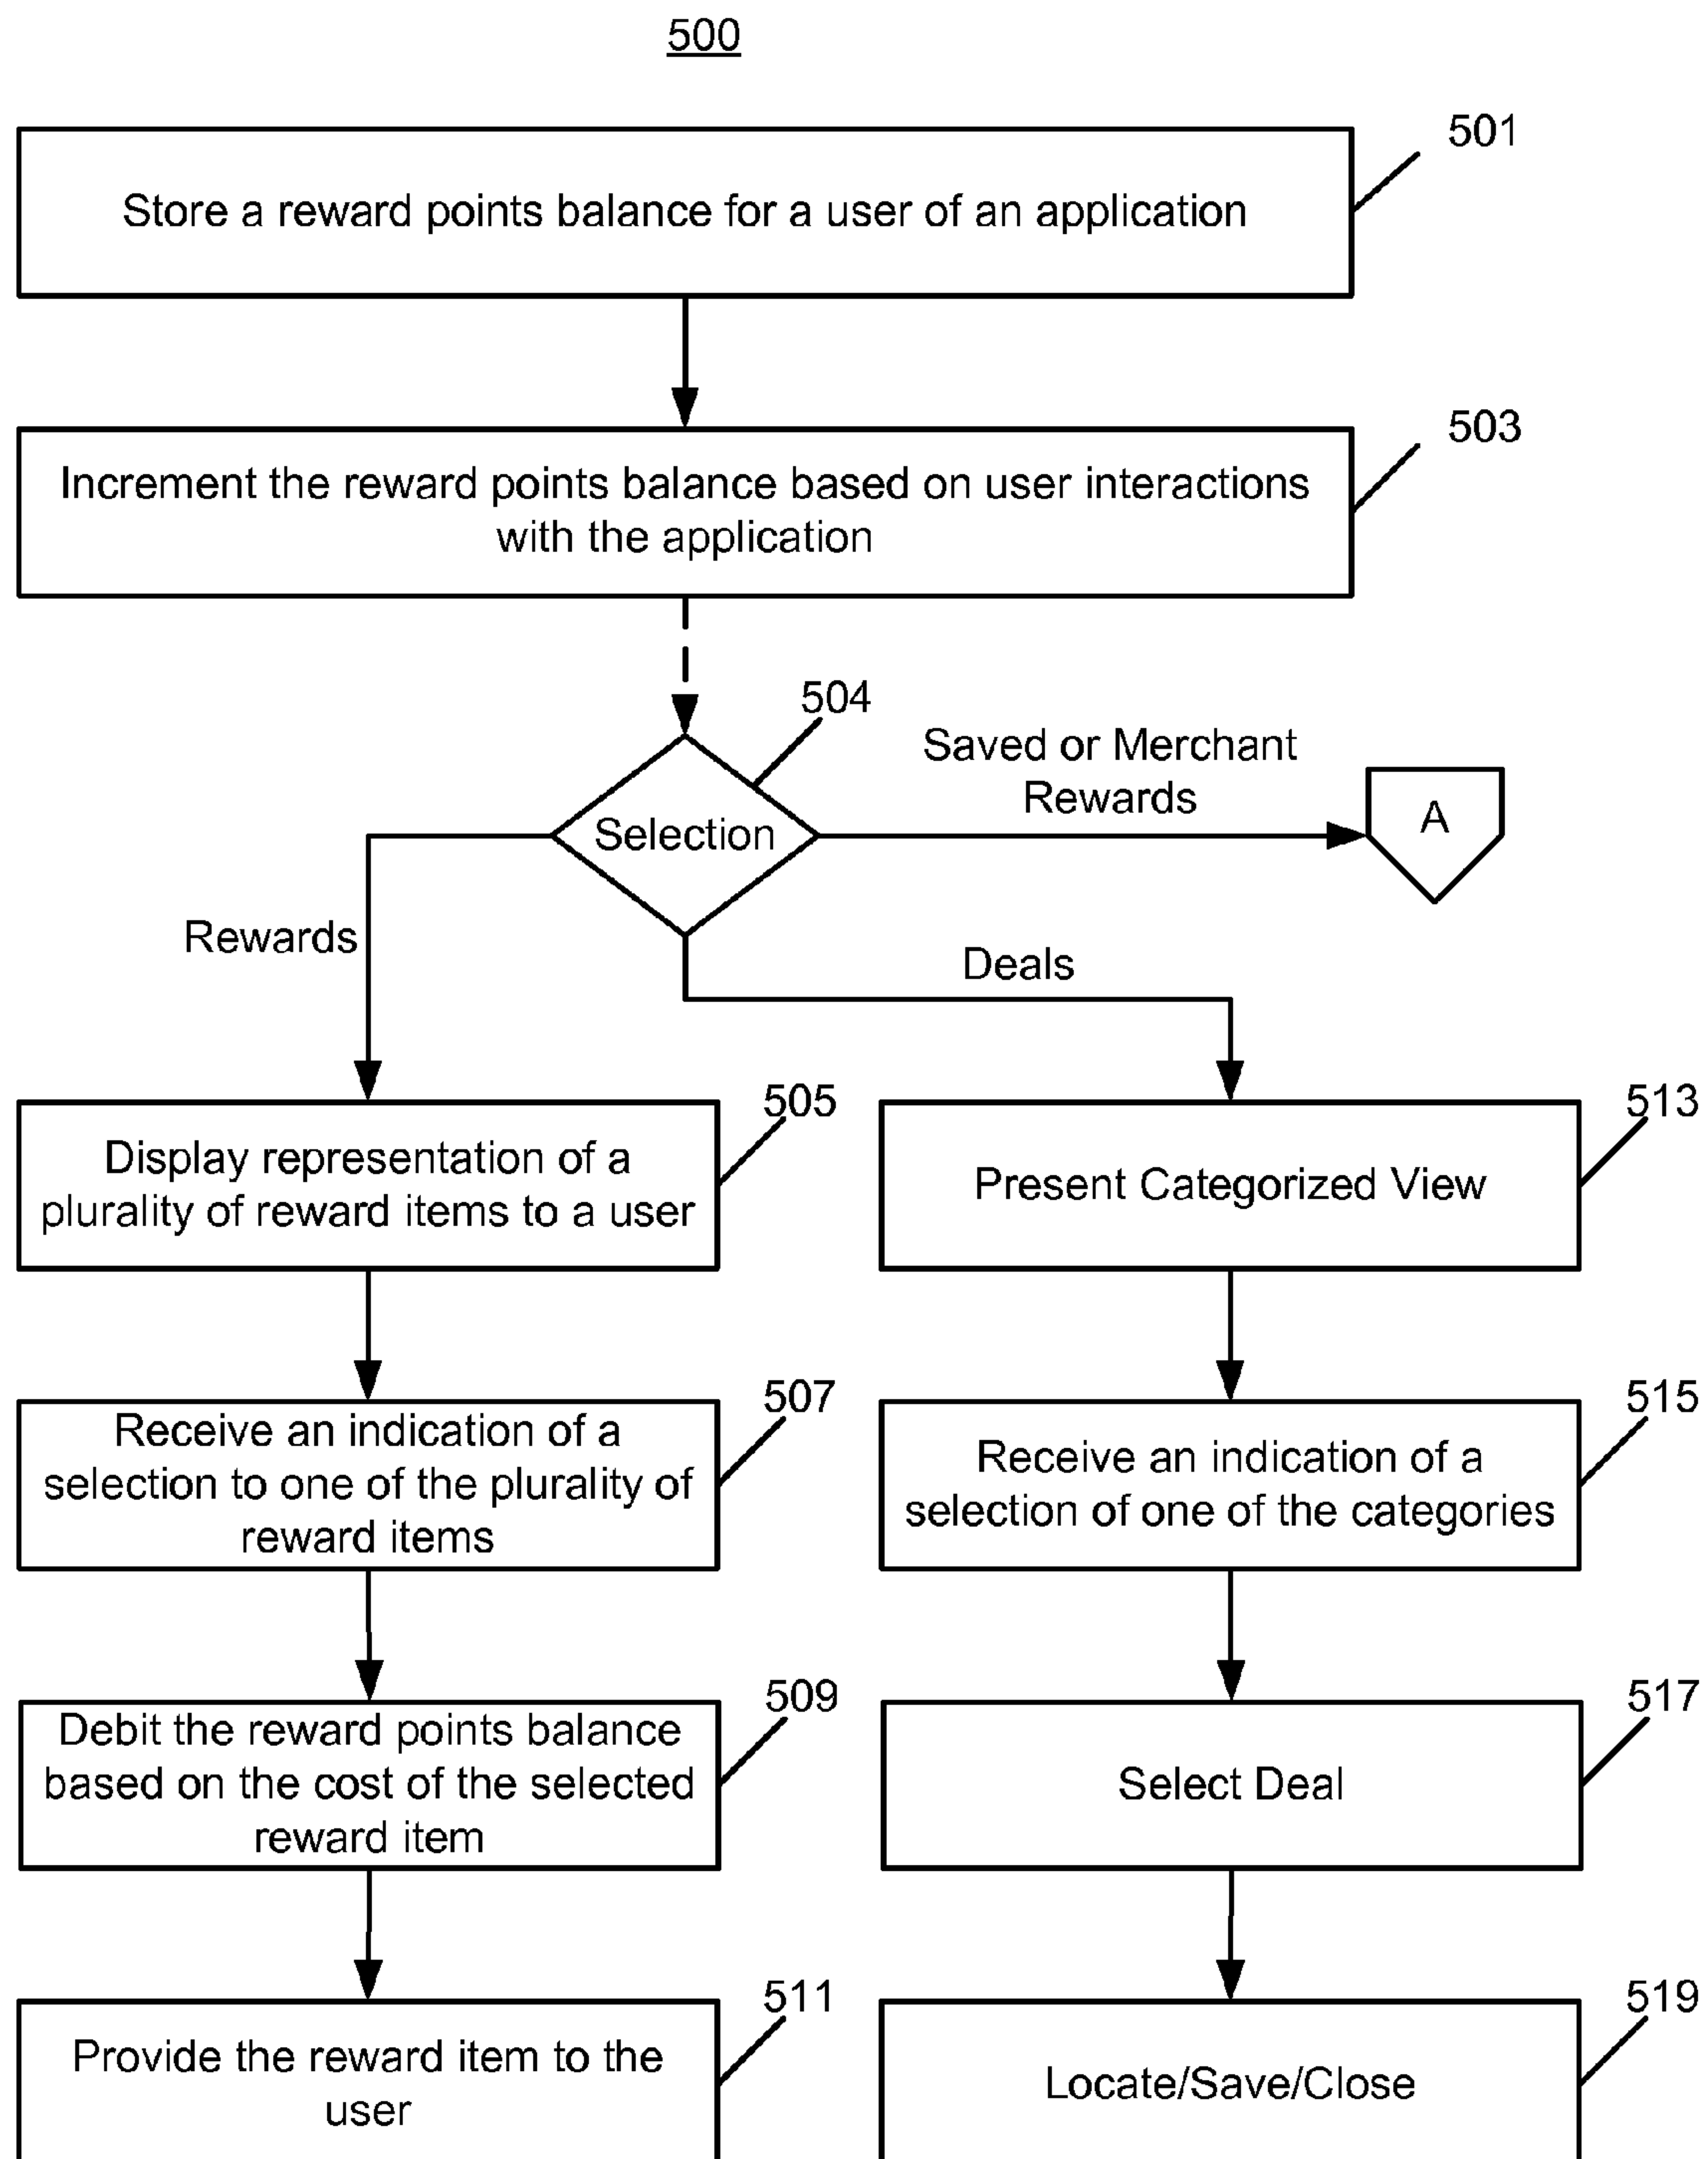 500
501
Store a reward points balance for a user of an application
503
Increment the reward points balance based on user interactions
with the application
504
Saved or Merchant
Rewards
A
Selection
Rewards
Deals
505
Display representation of a
plurality of reward items to a user
513
Present Categorized View
507
Receive an indication of a
selection to one of the plurality of
reward items
515
Receive an indication of a
selection of one of the categories
509
Debit the reward points balance
based on the cost of the selected
reward item
517
Select Deal
511
Provide the reward item to the
user
519
Locate/Save/Close